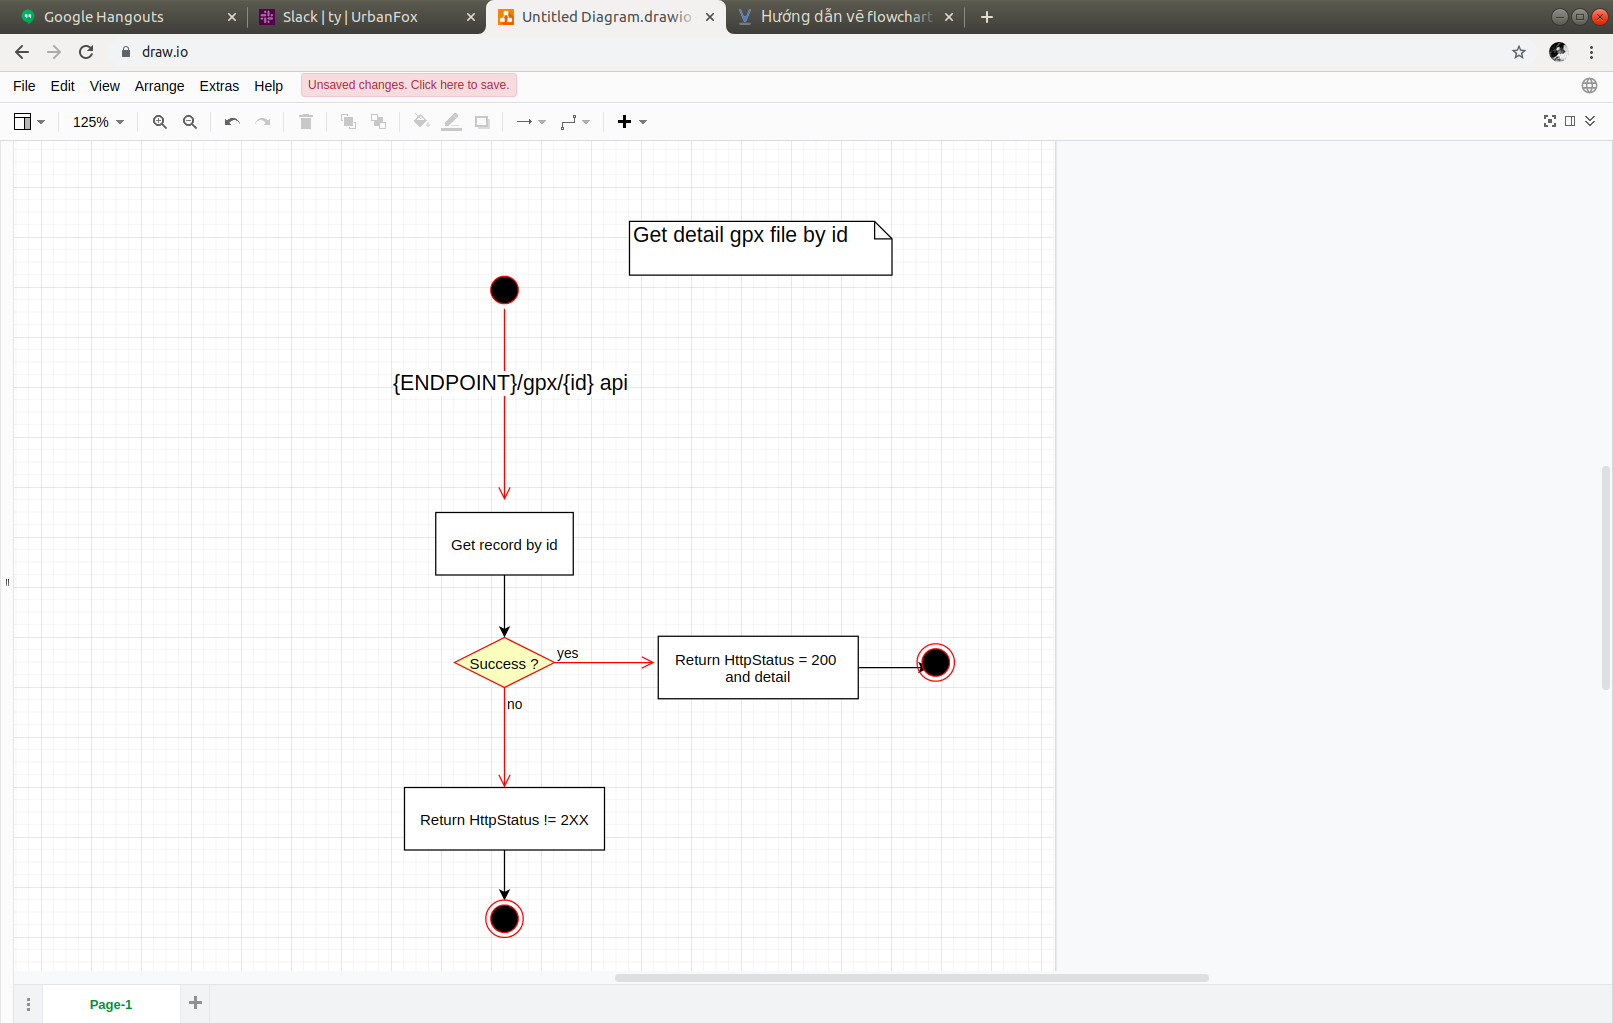 Google Hangouts
Slack | ty | UrbanFox
Untitled Diagram.drawio
Hướng dẫn vẽ flowchart
draw.io
File Edit View Arrange Extras Help Unsaved changes. Click here to save.
125%
Get detail gpx file by id
{ENDPOINT}/gpx/{id} api
Get record by id
Success ?
yes
Return HttpStatus = 200
and detail
no
Return HttpStatus != 2XX
Page-1